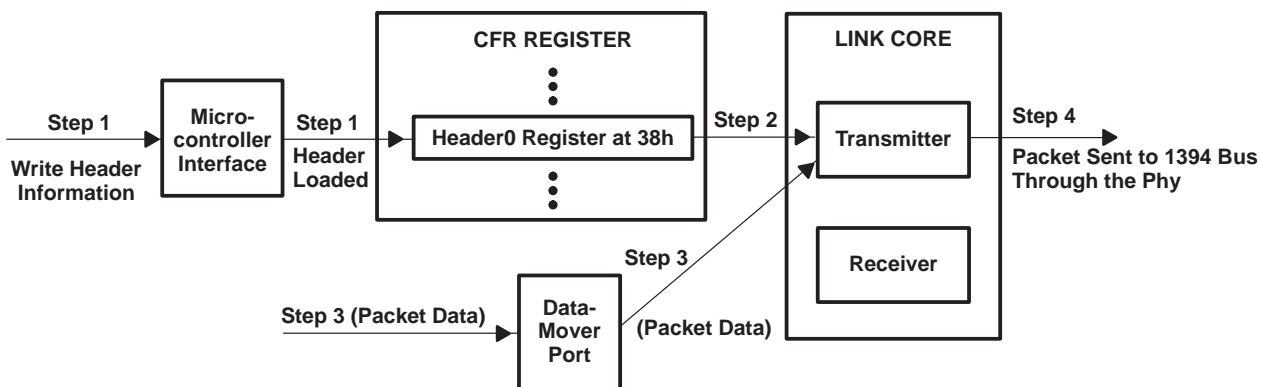 CFR REGISTER
LINK CORE
Step 1
Write Header
Information
Micro-
controller
Interface
Step 1
Header
Loaded
Header0 Register at 38h
Step 2
Transmitter
Step 4
Packet Sent to 1394 Bus
Through the Phy
Receiver
Step 3
Step 3 (Packet Data)
Data-
Mover
Port
(Packet Data)